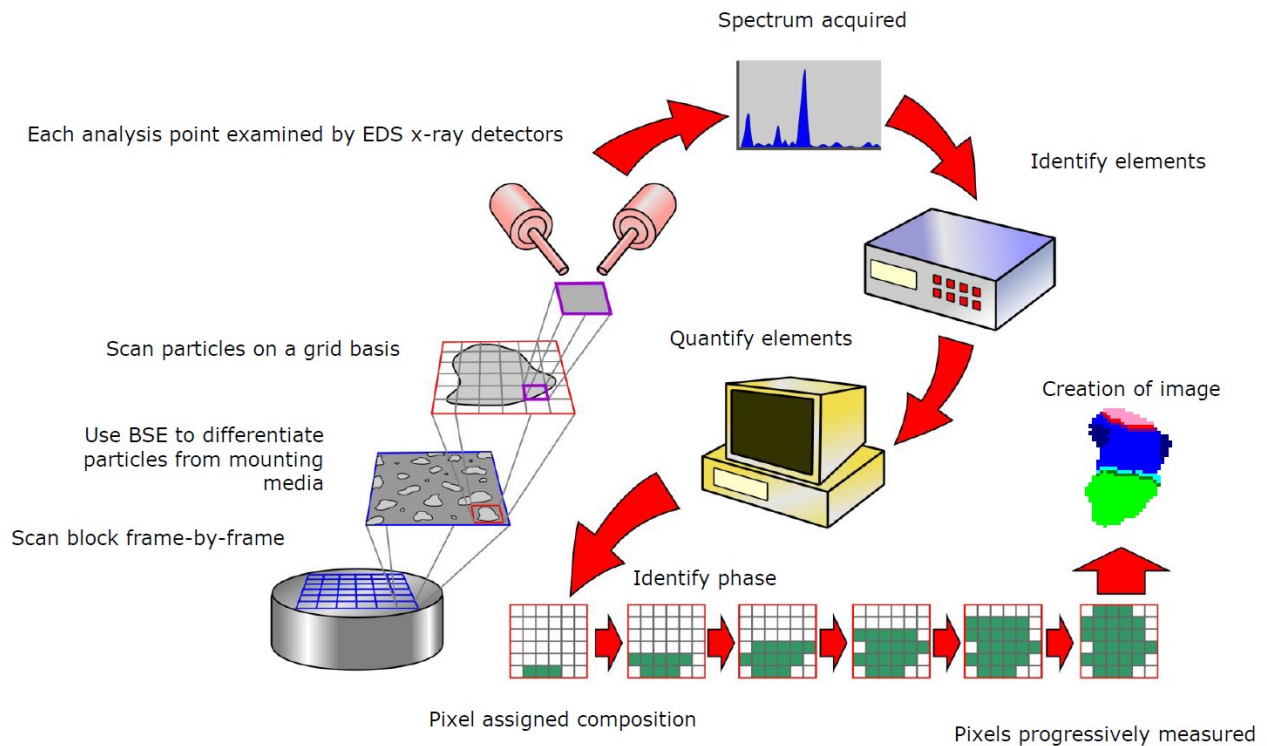 Spectrum acquired
Each analysis point examined by EDS x-ray detectors
Identify elements
Scan particles on a grid basis
Quantify elements
Creation of image
Use BSE to differentiate
particles from mounting
media
Scan block frame-by-frame
Identify phase
Pixel assigned composition
Pixels progressively measured